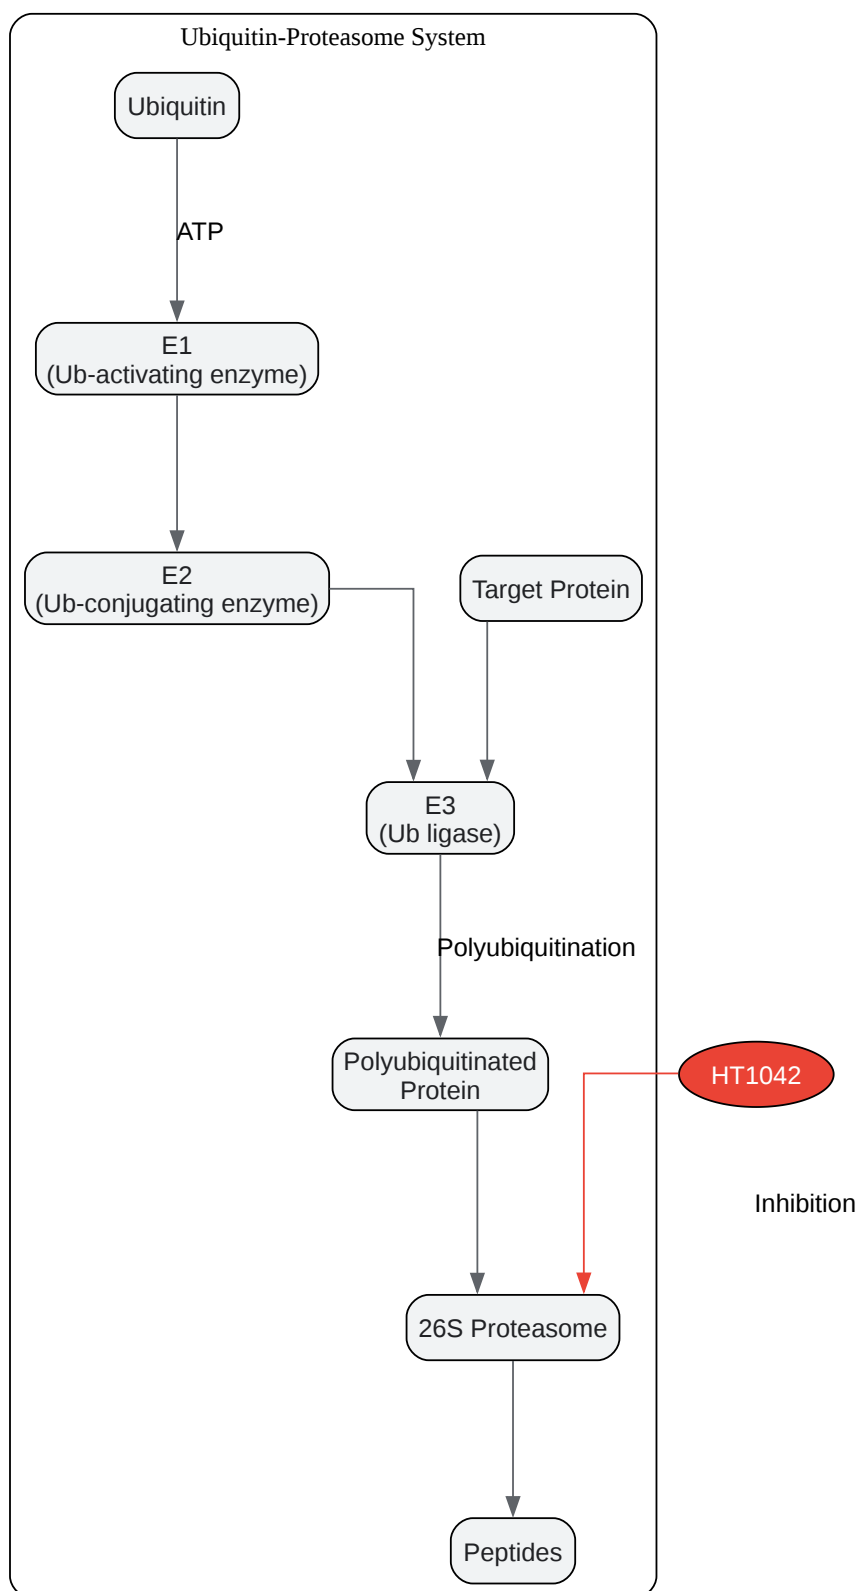 Ubiquitin-Proteasome System
Ubiquitin
ATP
E1
(Ub-activating enzyme)
E2
(Ub-conjugating enzyme)
Target Protein
E3
(Ub ligase)
Polyubiquitination
Polyubiquitinated
Protein
HT1042
Inhibition
26S Proteasome
Peptides